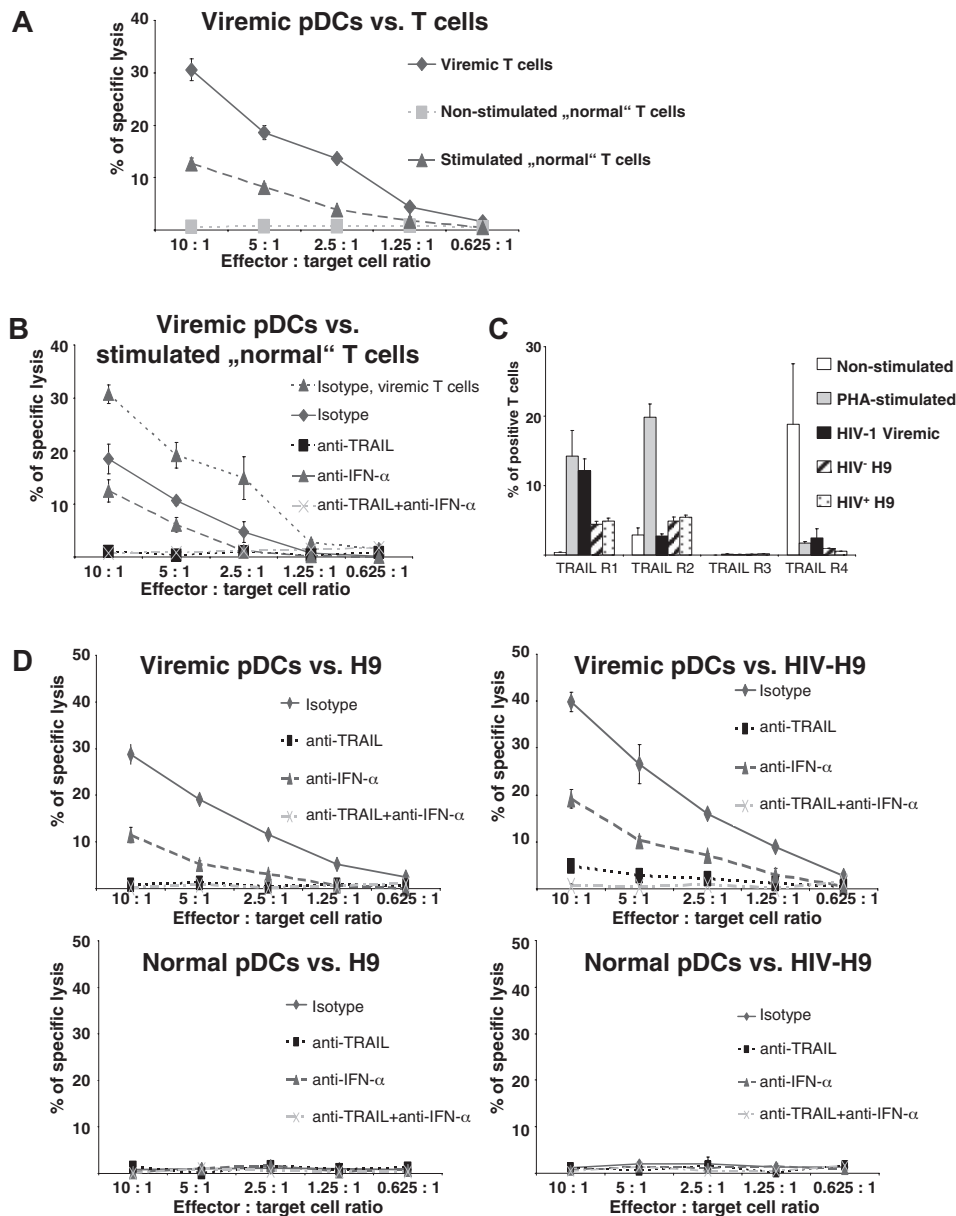 A
Viremic pDCs vs. T cells
% of specific lysis
40
30
20
10
Viremic T cells
Non-stimulated „normal“ T cells
Stimulated „normal“ T cells
10 : 1
5 : 1
2.5 : 1
1.25 : 1
0.625 : 1
Effector : target cell ratio
B
Viremic pDCs vs.
stimulated „normal“ T cells
% of specific lysis
40
30
20
10
Isotype, viremic T cells
Isotype
anti-TRAIL
anti-IFN-α
anti-TRAIL+anti-IFN-α
10 : 1
5 : 1
2.5 : 1
1.25 : 1
0.625 : 1
Effector : target cell ratio
C
% of positive T cells
30
20
10
Non-stimulated
PHA-stimulated
HIV-1 Viremic
HIV⁻ H9
HIV⁺ H9
TRAIL R1
TRAIL R2
TRAIL R3
TRAIL R4
D
Viremic pDCs vs. H9
% of specific lysis
50
40
30
20
10
Isotype
anti-TRAIL
anti-IFN-α
anti-TRAIL+anti-IFN-α
10 : 1
5 : 1
2.5 : 1
1.25 : 1
0.625 : 1
Effector : target cell ratio
Viremic pDCs vs. HIV-H9
% of specific lysis
50
40
30
20
10
Isotype
anti-TRAIL
anti-IFN-α
anti-TRAIL+anti-IFN-α
10 : 1
5 : 1
2.5 : 1
1.25 : 1
0.625 : 1
Effector : target cell ratio
Normal pDCs vs. H9
% of specific lysis
50
40
30
20
10
Isotype
anti-TRAIL
anti-IFN-α
anti-TRAIL+anti-IFN-α
10 : 1
5 : 1
2.5 : 1
1.25 : 1
0.625 : 1
Effector : target cell ratio
Normal pDCs vs. HIV-H9
% of specific lysis
50
40
30
20
10
Isotype
anti-TRAIL
anti-IFN-α
anti-TRAIL+anti-IFN-α
10 : 1
5 : 1
2.5 : 1
1.25 : 1
0.625 : 1
Effector : target cell ratio